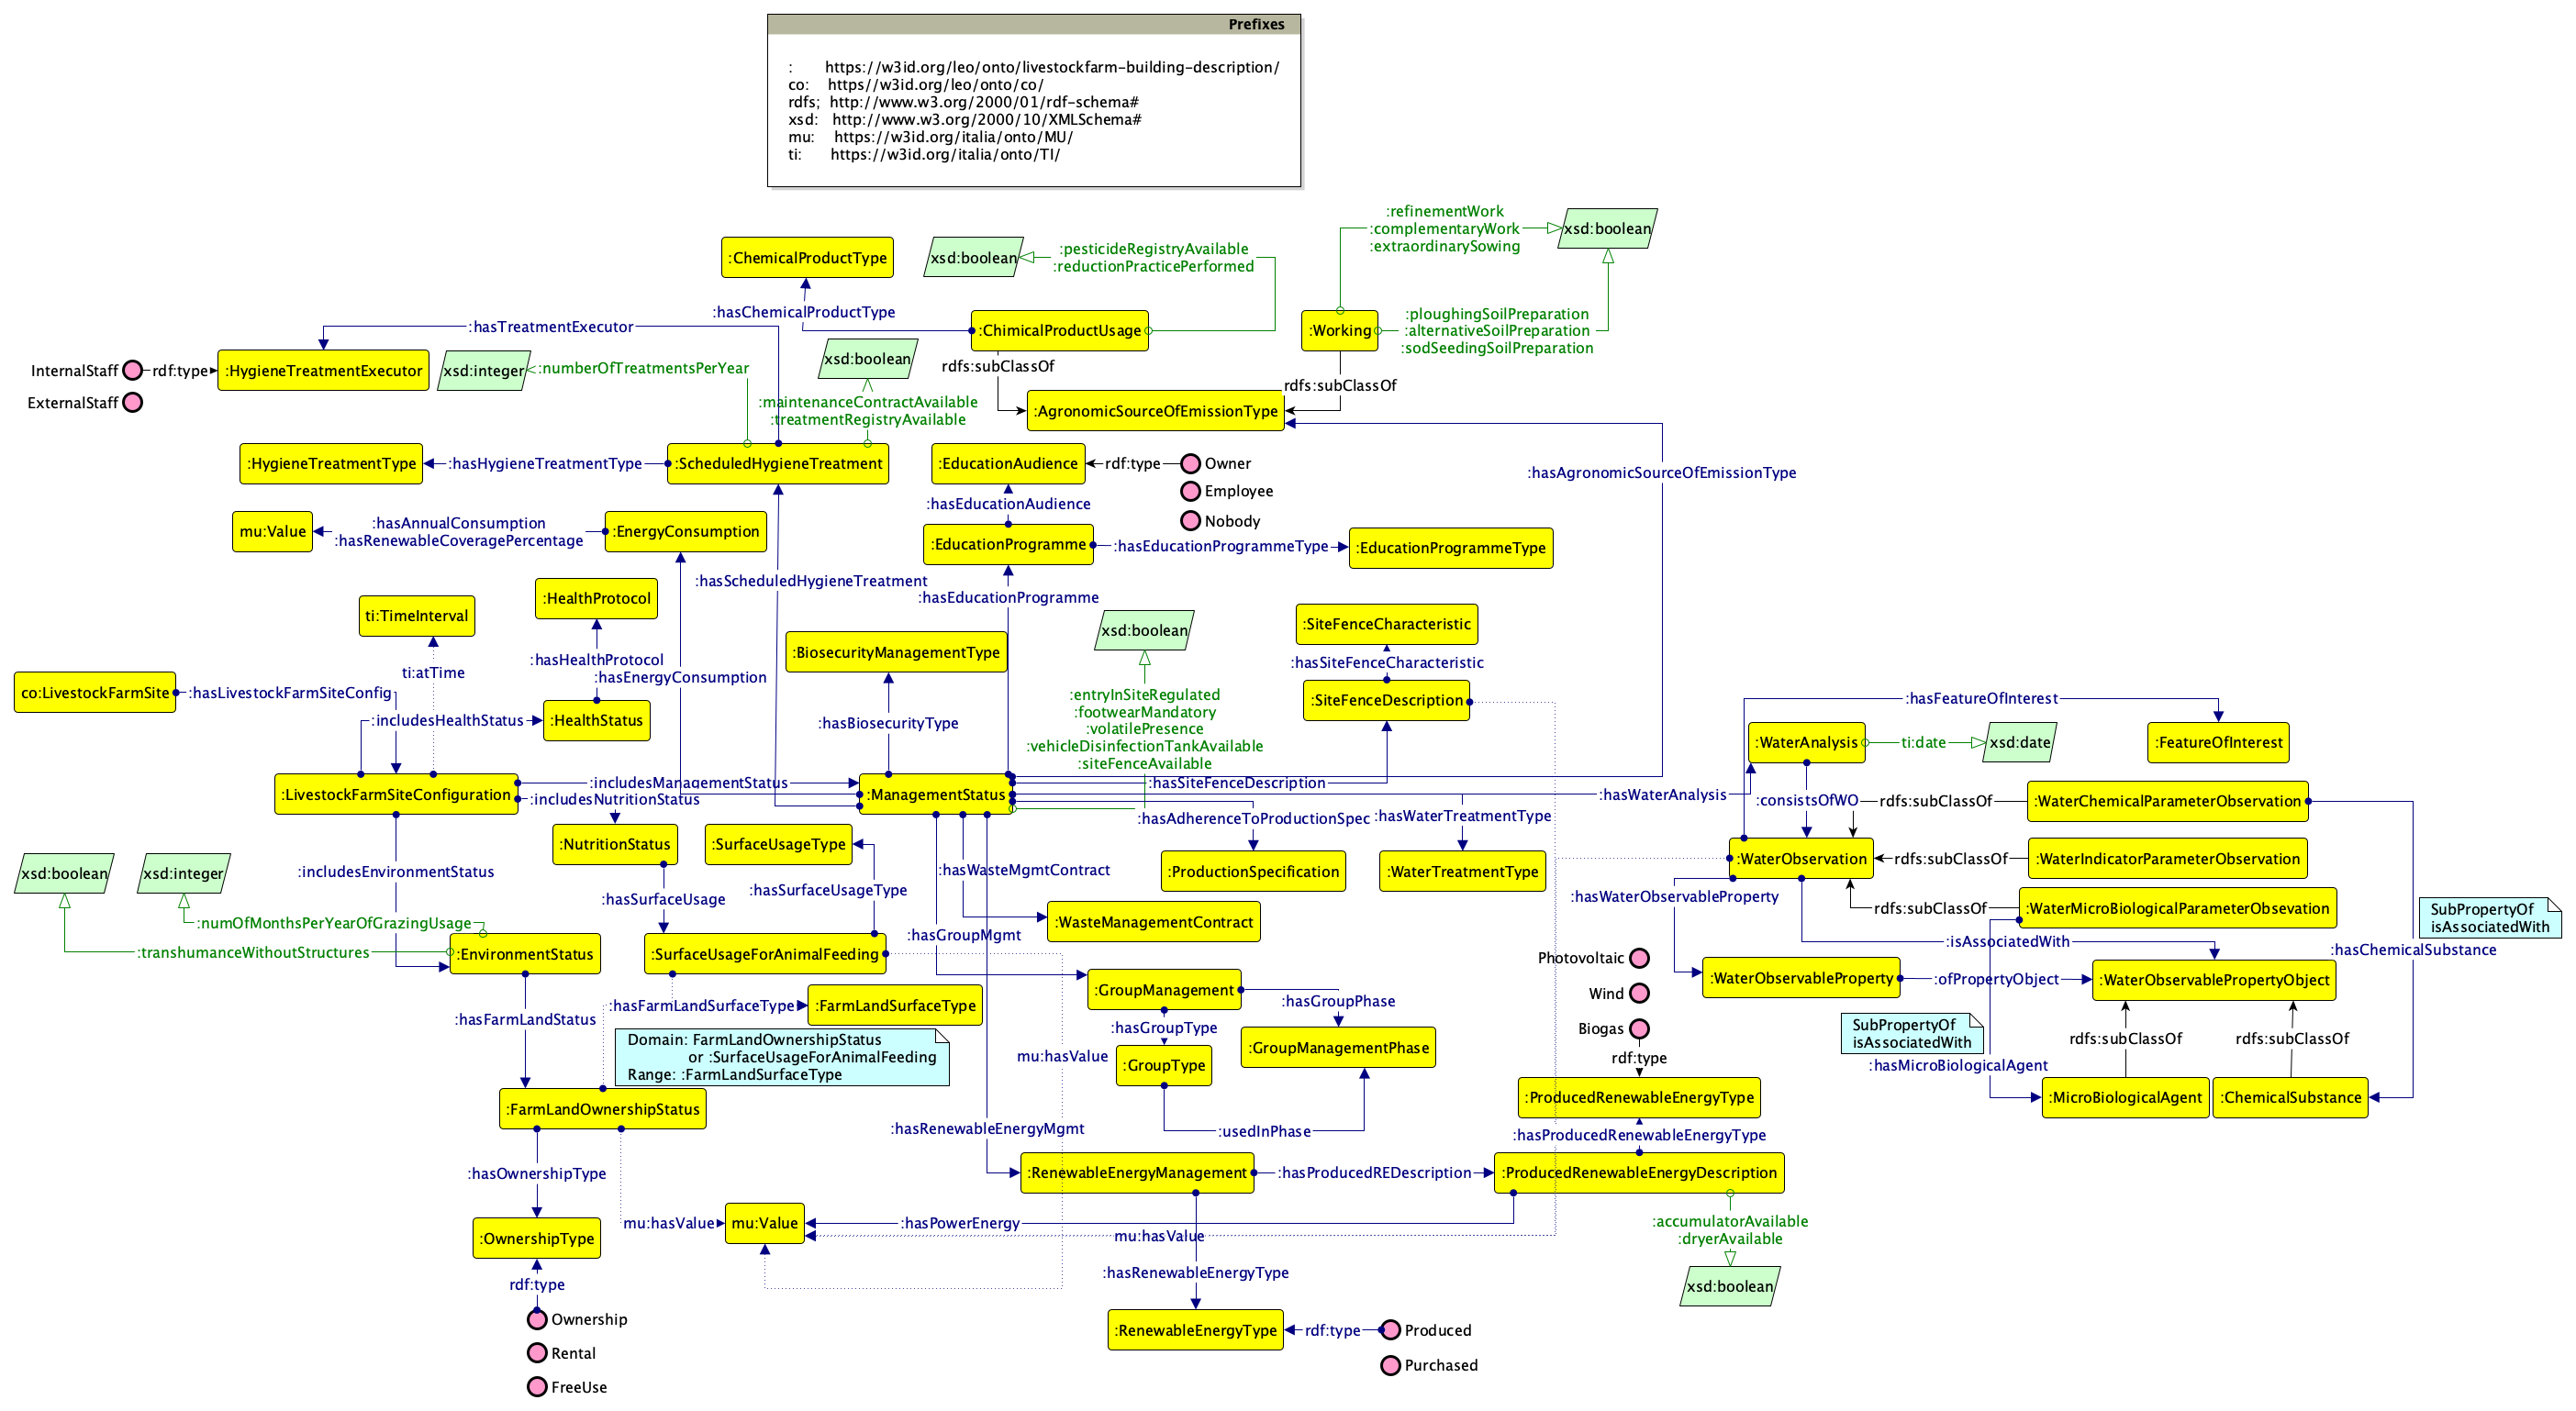 Prefixes
: https://w3id.org/leo/onto/livestockfarm-building-description/
co: https//w3id.org/leo/onto/co/
rdfs; http://www.w3.org/2000/01/rdf-schema#
xsd: http://www.w3.org/2000/10/XMLSchema#
mu: https://w3id.org/italia/onto/MU/
ti: https://w3id.org/italia/onto/TI/
:refinementWork
:complementaryWork
:extraordinarySowing
xsd:boolean
:ChemicalProductType
xsd:boolean
:pesticideRegistryAvailable
:reductionPracticePerformed
:hasChemicalProductType
:ChimicalProductUsage
:Working
:ploughingSoilPreparation
:alternativeSoilPreparation
:sodSeedingSoilPreparation
:hasTreatmentExecutor
InternalStaff
rdf:type
:HygieneTreatmentExecutor
xsd:integer
:numberOfTreatmentsPerYear
xsd:boolean
rdfs:subClassOf
rdfs:subClassOf
ExternalStaff
:maintenanceContractAvailable
:treatmentRegistryAvailable
:AgronomicSourceOfEmissionType
:HygieneTreatmentType
:hasHygieneTreatmentType
:ScheduledHygieneTreatment
:EducationAudience
rdf:type
Owner
Employee
Nobody
:hasAgronomicSourceOfEmissionType
:hasEducationAudience
mu:Value
:hasAnnualConsumption
:hasRenewableCoveragePercentage
:EnergyConsumption
:EducationProgramme
:hasEducationProgrammeType
:EducationProgrammeType
:hasScheduledHygieneTreatment
:hasEducationProgramme
:HealthProtocol
ti:TimeInterval
:BiosecurityManagementType
xsd:boolean
:SiteFenceCharacteristic
:hasHealthProtocol
:hasEnergyConsumption
ti:atTime
:hasSiteFenceCharacteristic
co:LivestockFarmSite
:hasLivestockFarmSiteConfig
:includesHealthStatus
:HealthStatus
:hasBiosecurityType
:entryInSiteRegulated
:footwearMandatory
:volatilePresence
:vehicleDisinfectionTankAvailable
:siteFenceAvailable
:SiteFenceDescription
:hasFeatureOfInterest
:WaterAnalysis
ti:date
xsd:date
:FeatureOfInterest
:LivestockFarmSiteConfiguration
:includesManagementStatus
:includesNutritionStatus
:ManagementStatus
:hasSiteFenceDescription
:hasWaterAnalysis
:consistsOfWO
rdfs:subClassOf
:WaterChemicalParameterObservation
:hasAdherenceToProductionSpec
:hasWaterTreatmentType
:NutritionStatus
:SurfaceUsageType
:WaterObservation
rdfs:subClassOf
:WaterIndicatorParameterObservation
xsd:boolean
xsd:integer
:includesEnvironmentStatus
:hasWasteMgmtContract
:ProductionSpecification
:WaterTreatmentType
:hasSurfaceUsage
:hasSurfaceUsageType
:hasWaterObservableProperty
rdfs:subClassOf
:WaterMicroBiologicalParameterObsevation
SubPropertyOf
isAssociatedWith
:numOfMonthsPerYearOfGrazingUsage
:WasteManagementContract
:hasGroupMgmt
:isAssociatedWith
:hasChemicalSubstance
:transhumanceWithoutStructures
:EnvironmentStatus
:SurfaceUsageForAnimalFeeding
Photovoltaic
Wind
Biogas
:WaterObservableProperty
:ofPropertyObject
:WaterObservablePropertyObject
:GroupManagement
:hasGroupPhase
:hasFarmLandSurfaceType
:FarmLandSurfaceType
:hasFarmLandStatus
:hasGroupType
:GroupManagementPhase
SubPropertyOf
isAssociatedWith
rdfs:subClassOf
rdfs:subClassOf
Domain: FarmLandOwnershipStatus
or :SurfaceUsageForAnimalFeeding
Range: :FarmLandSurfaceType
mu:hasValue
:GroupType
rdf:type
:hasMicroBiologicalAgent
:FarmLandOwnershipStatus
:ProducedRenewableEnergyType
:MicroBiologicalAgent
:ChemicalSubstance
:hasRenewableEnergyMgmt
:usedInPhase
:hasProducedRenewableEnergyType
:hasOwnershipType
:RenewableEnergyManagement
:hasProducedREDescription
:ProducedRenewableEnergyDescription
mu:hasValue
mu:Value
:hasPowerEnergy
mu:hasValue
:accumulatorAvailable
:dryerAvailable
:OwnershipType
:hasRenewableEnergyType
xsd:boolean
rdf:type
Ownership
Rental
FreeUse
:RenewableEnergyType
rdf:type
Produced
Purchased